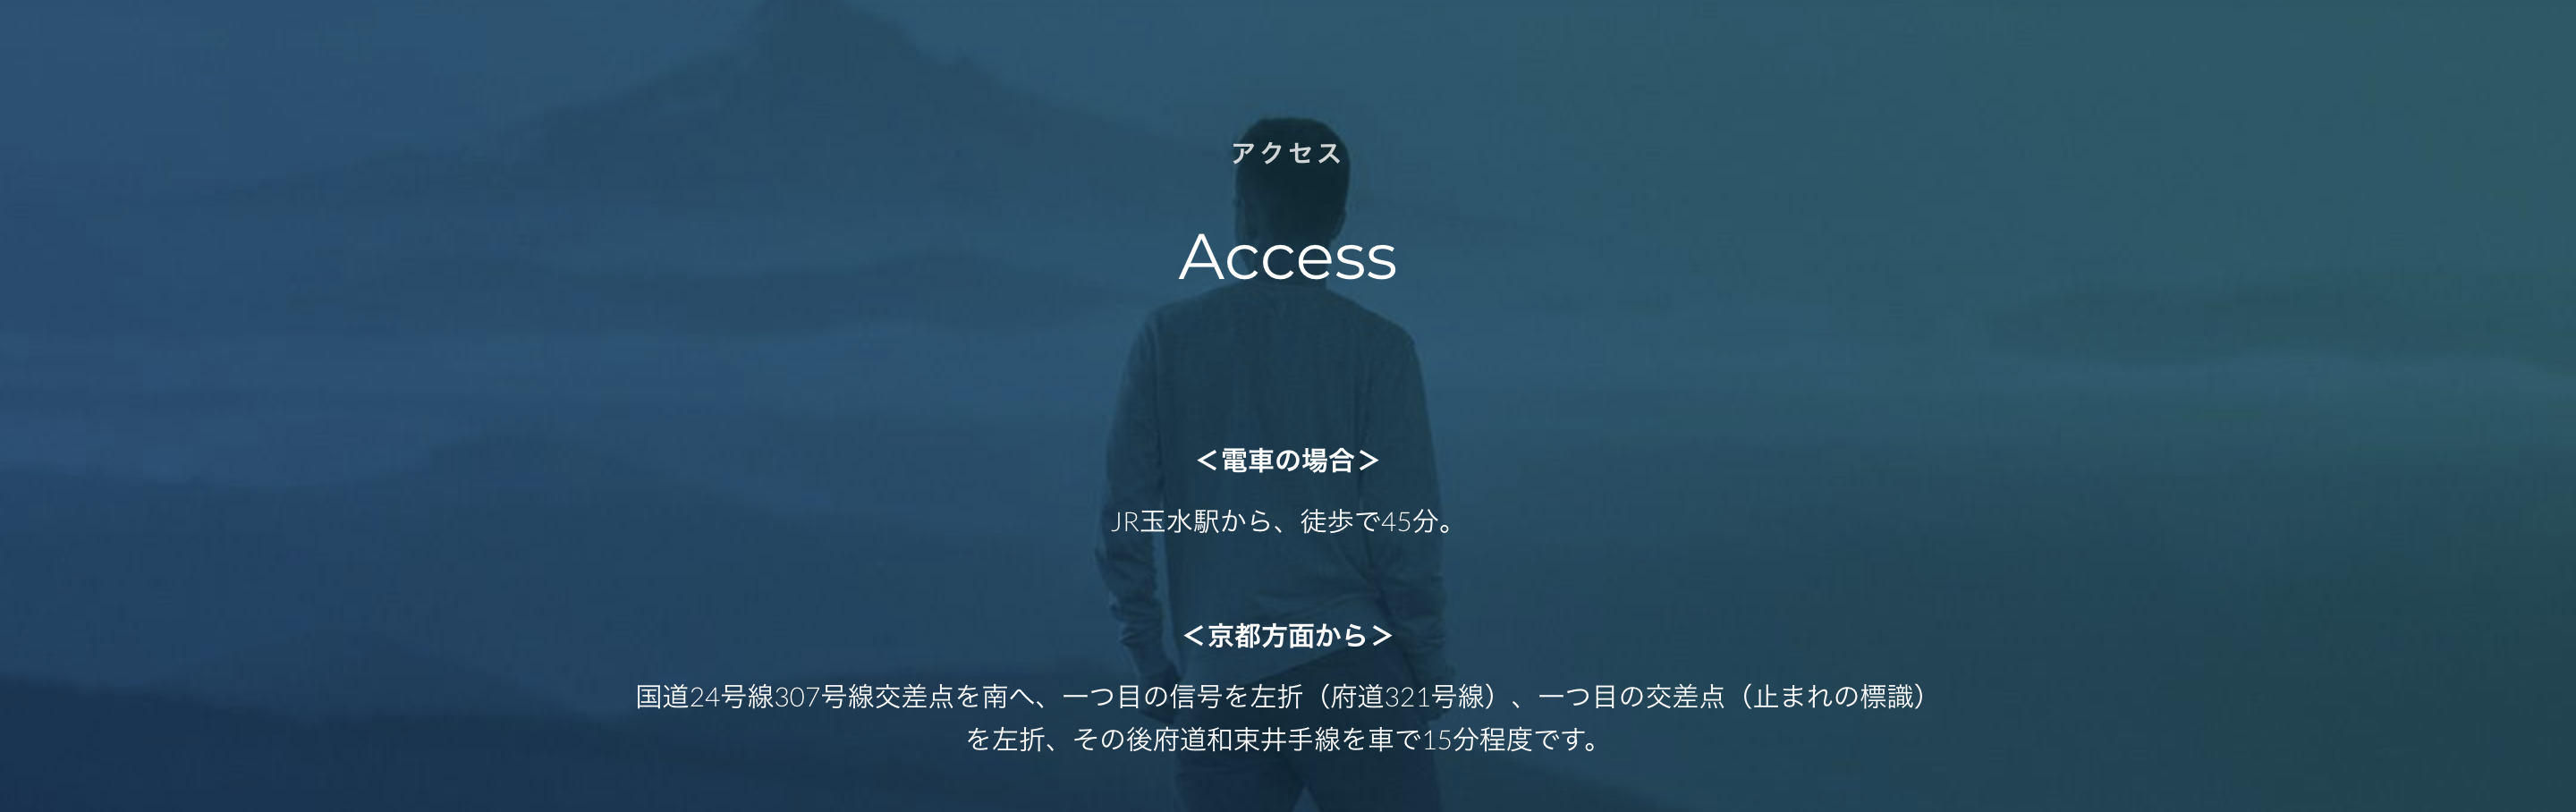 アクセス
Access
＜電車の場合＞
JR玉水駅から、徒歩で45分。
＜京都方面から＞
国道24号線307号線交差点を南へ、一つ目の信号を左折（府道321号線）、一つ目の交差点（止まれの標識）
を左折、その後府道和束井手線を車で15分程度です。